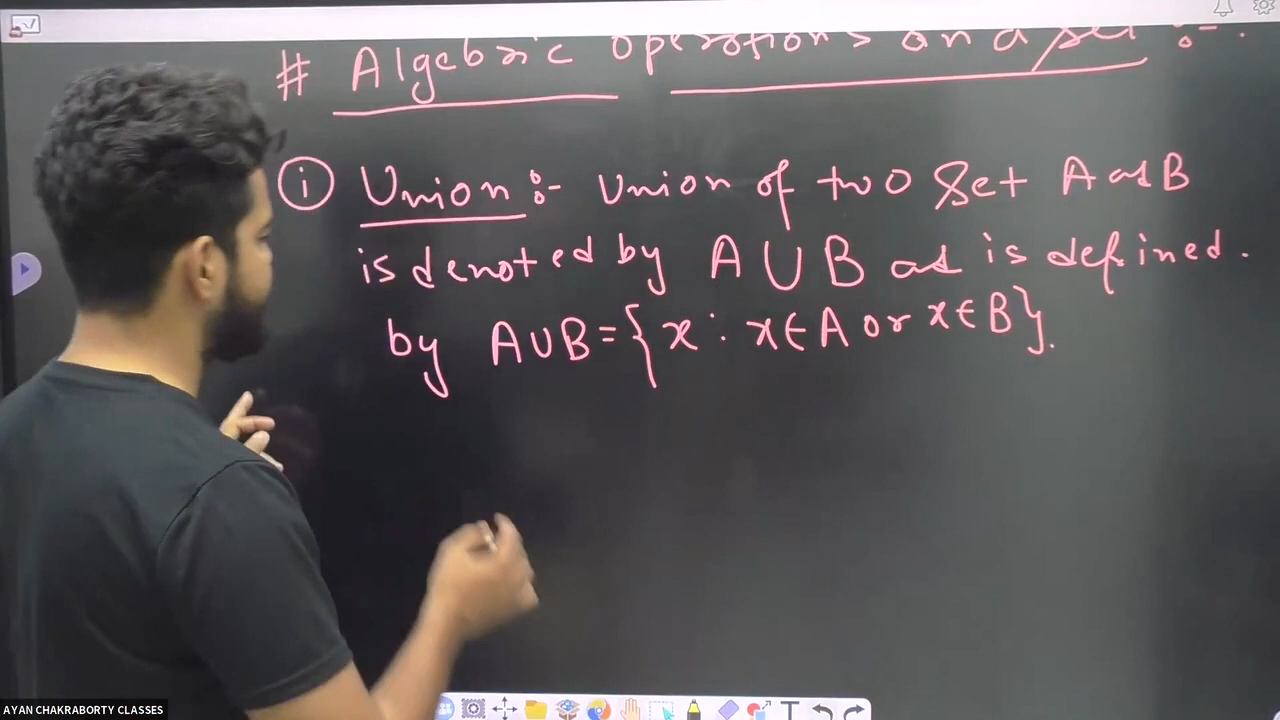 # Algebraic operations on a set :-
i Union :- Union of two Set A and B
is denoted by A ∪ B and is defined.
by A∪B = { x : x ∈ A or x ∈ B }.
AYAN CHAKRABORTY CLASSES